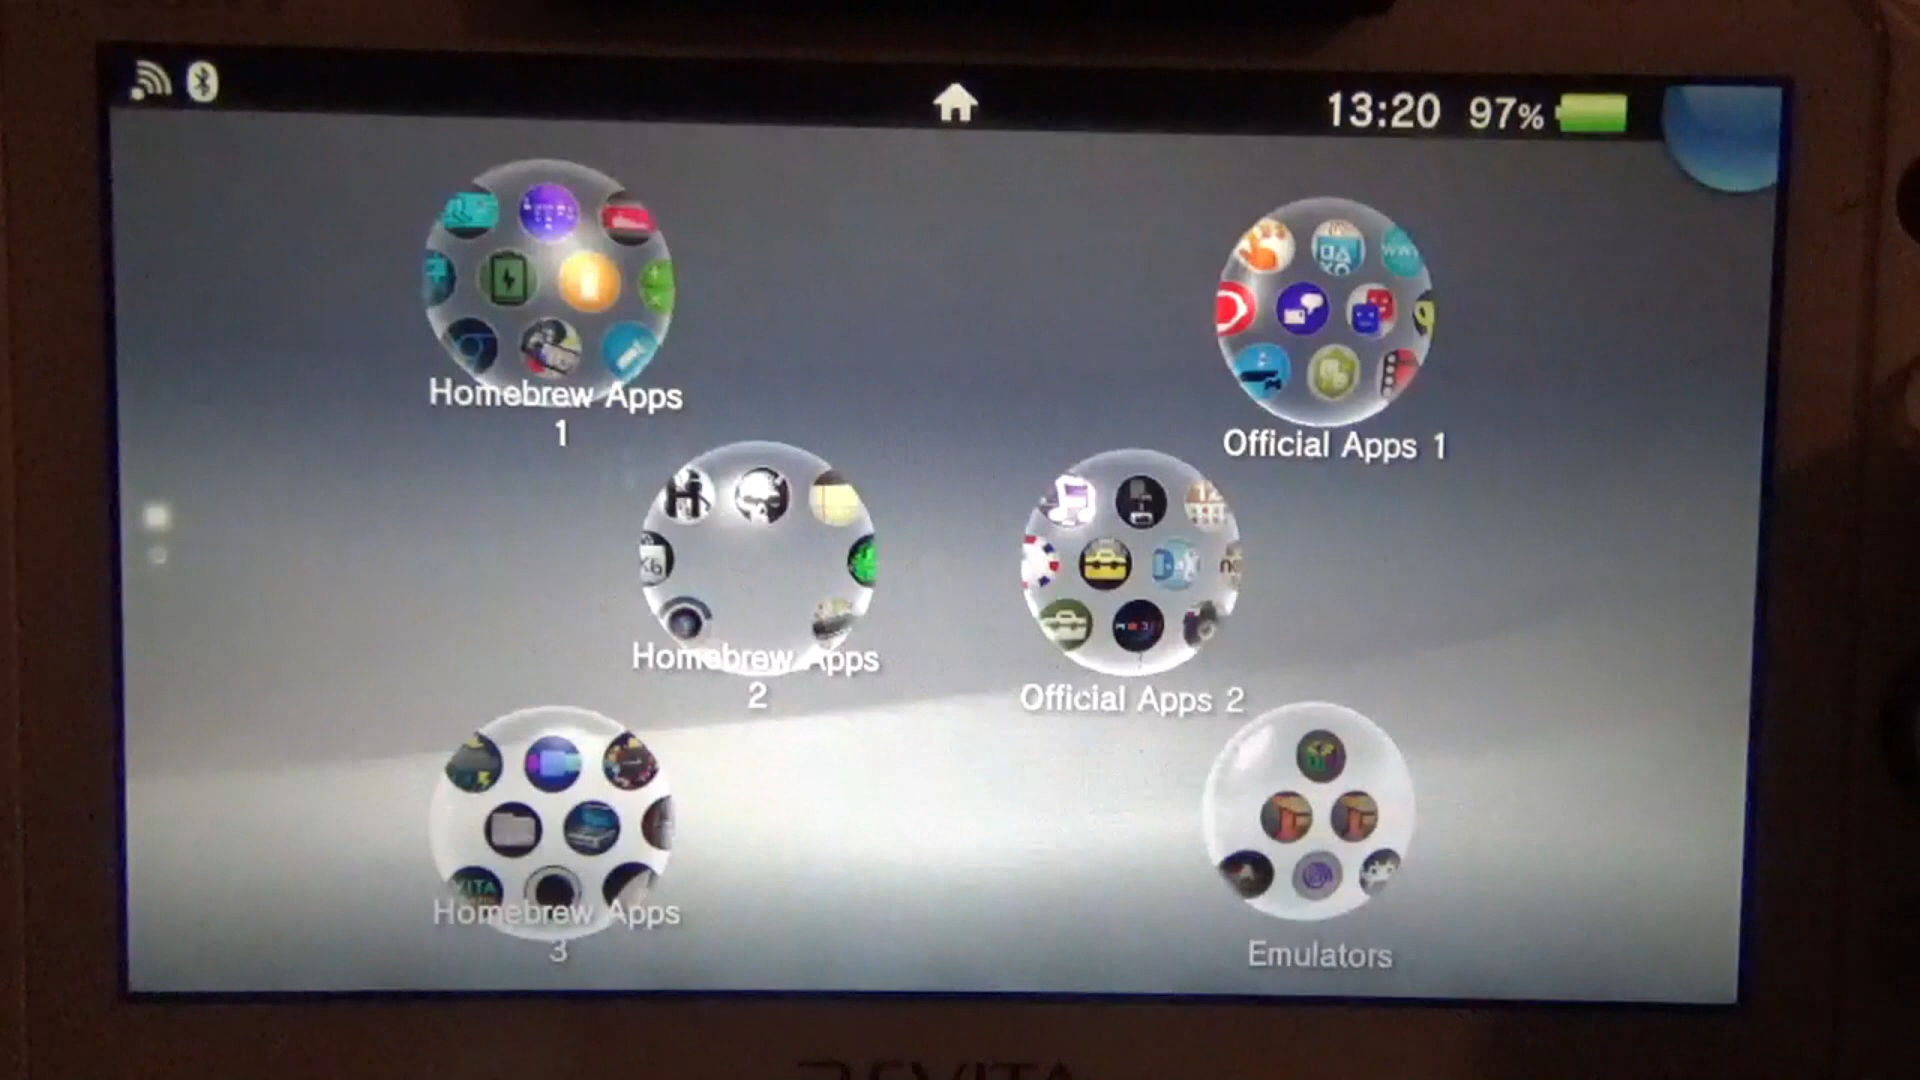 13:20 97%
Homebrew Apps
1
Official Apps 1
Homebrew Apps
2
Official Apps 2
Homebrew Apps
3
Emulators
PSVITA